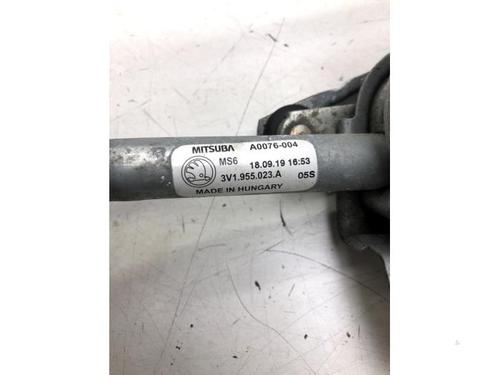 MITSUBA A0076-004
MS6 18.09.19 16:53
3V1.955.023.A 05S
MADE IN HUNGARY